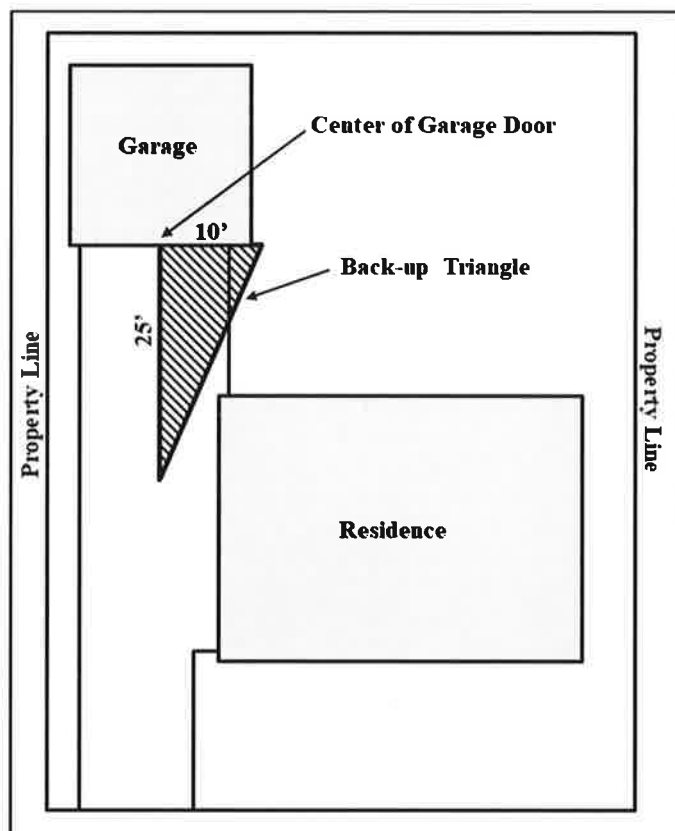 Center of Garage Door
Garage
10’
Back-up Triangle
25’
Property Line
Property Line
Residence